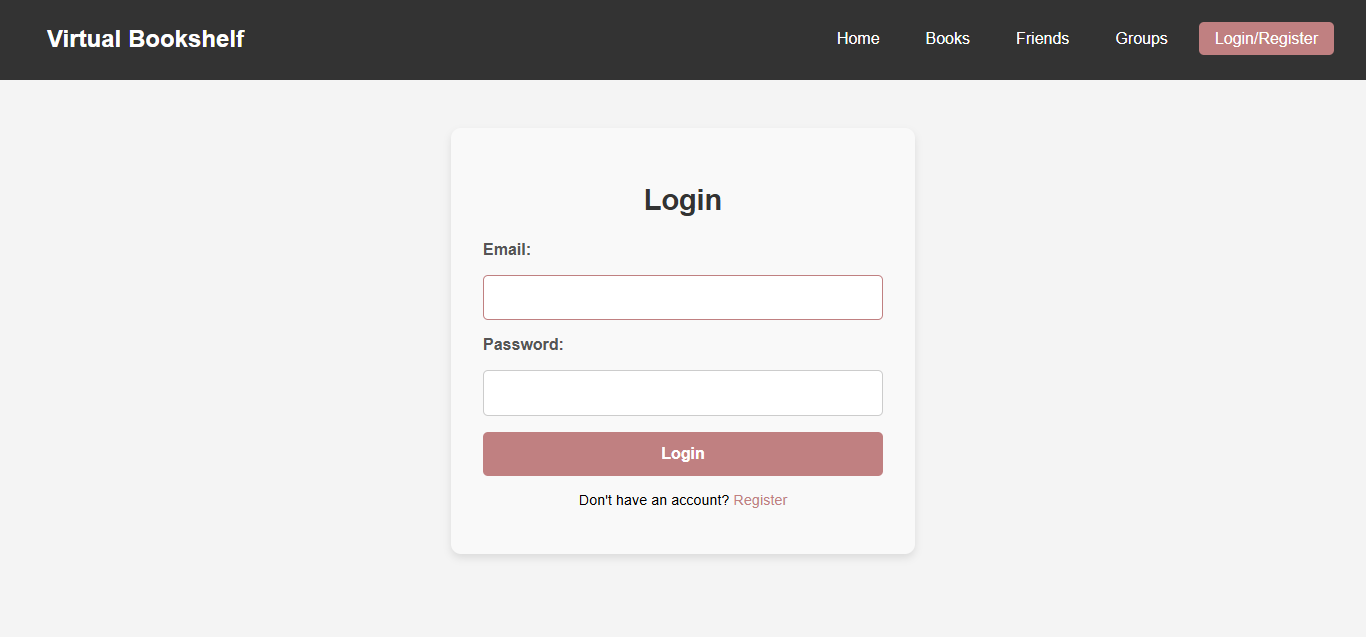 Virtual Bookshelf
Home Books Friends Groups Login/Register
Login
Email:
Password:
Login
Don't have an account? Register